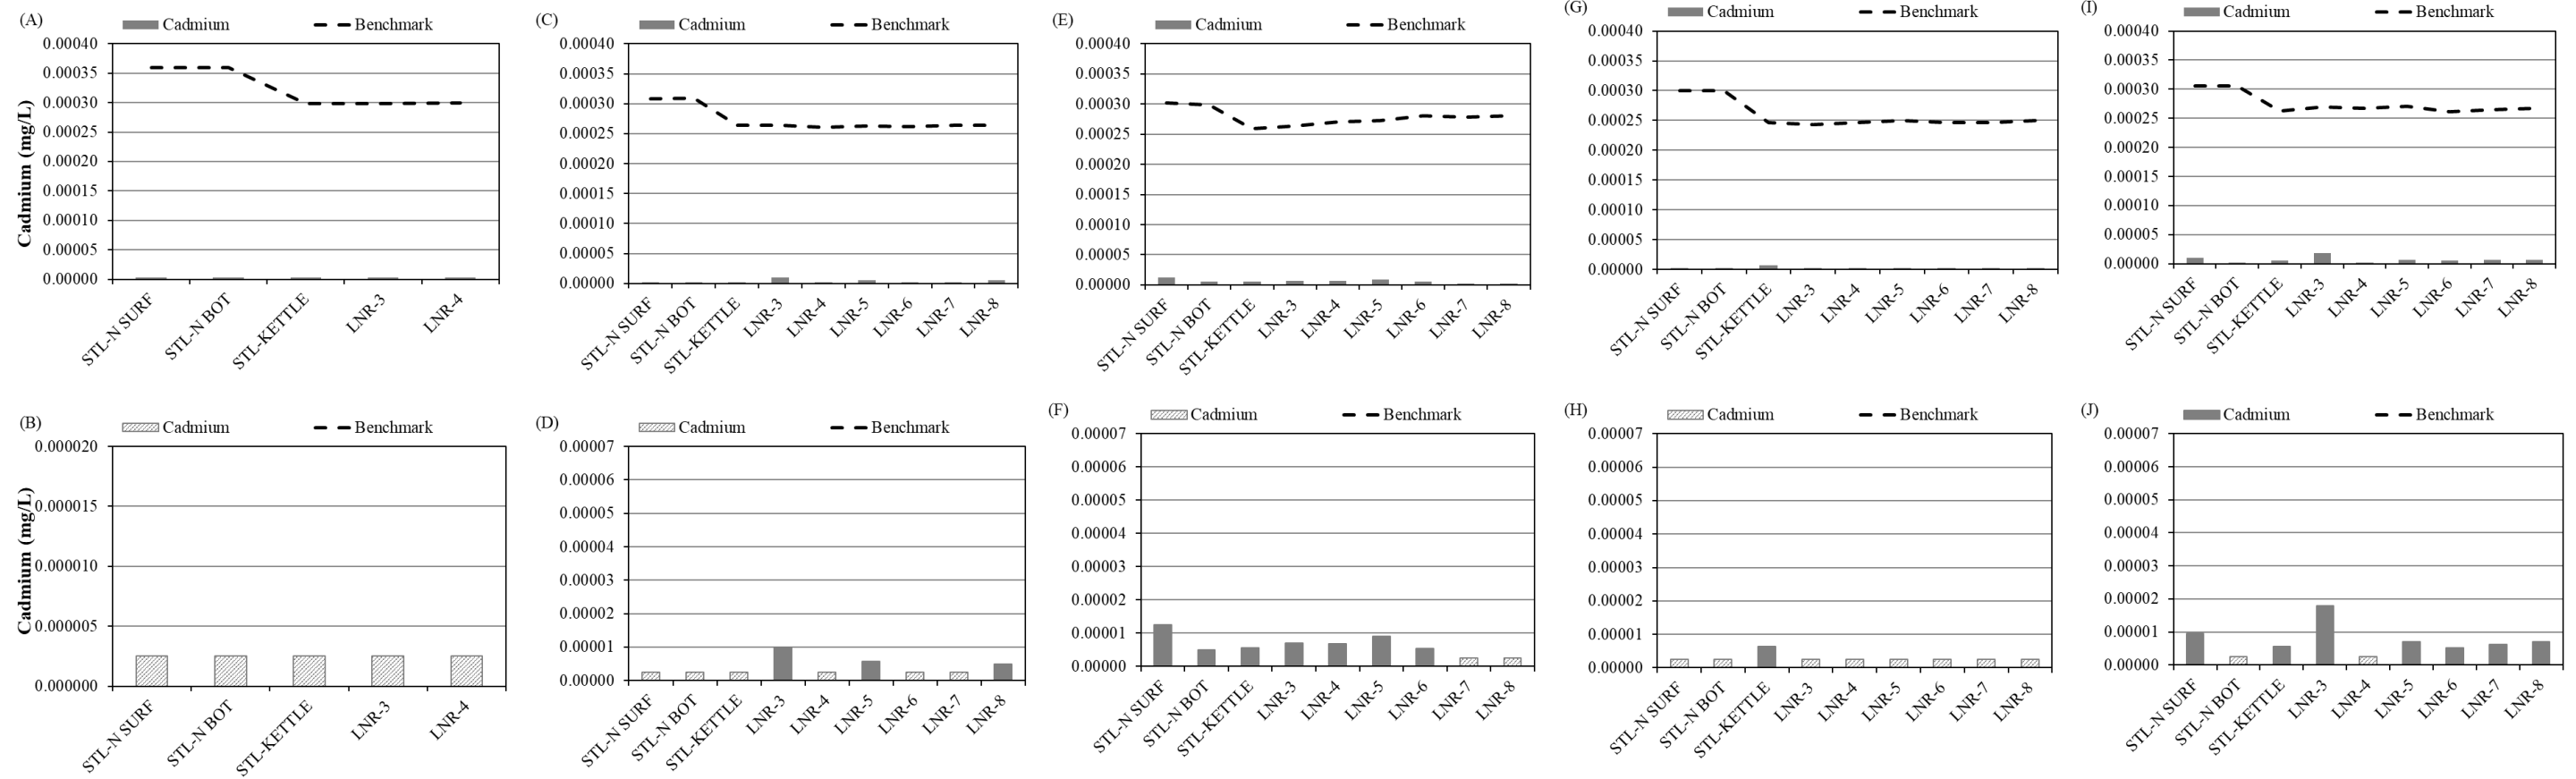 (A)
Cadmium Benchmark
Cadmium (mg/L)
0.00040
0.00035
0.00030
0.00025
0.00020
0.00015
0.00010
0.00005
0.00000
STL-N SURF
STL-N BOT
STL-KETTLE
LNR-3
LNR-4
(C)
Cadmium Benchmark
0.00040
0.00035
0.00030
0.00025
0.00020
0.00015
0.00010
0.00005
0.00000
STL-N SURF
STL-N BOT
STL-KETTLE
LNR-3
LNR-4
LNR-5
LNR-6
LNR-7
LNR-8
(E)
Cadmium Benchmark
0.00040
0.00035
0.00030
0.00025
0.00020
0.00015
0.00010
0.00005
0.00000
STL-N SURF
STL-N BOT
STL-KETTLE
LNR-3
LNR-4
LNR-5
LNR-6
LNR-7
LNR-8
(G)
Cadmium Benchmark
0.00040
0.00035
0.00030
0.00025
0.00020
0.00015
0.00010
0.00005
0.00000
STL-N SURF
STL-N BOT
STL-KETTLE
LNR-3
LNR-4
LNR-5
LNR-6
LNR-7
LNR-8
(I)
Cadmium Benchmark
0.00040
0.00035
0.00030
0.00025
0.00020
0.00015
0.00010
0.00005
0.00000
STL-N SURF
STL-N BOT
STL-KETTLE
LNR-3
LNR-4
LNR-5
LNR-6
LNR-7
LNR-8
(B)
Cadmium Benchmark
Cadmium (mg/L)
0.000020
0.000015
0.000010
0.000005
0.000000
STL-N SURF
STL-N BOT
STL-KETTLE
LNR-3
LNR-4
(D)
Cadmium Benchmark
0.00007
0.00006
0.00005
0.00004
0.00003
0.00002
0.00001
0.00000
STL-N SURF
STL-N BOT
STL-KETTLE
LNR-3
LNR-4
LNR-5
LNR-6
LNR-7
LNR-8
(F)
Cadmium Benchmark
0.00007
0.00006
0.00005
0.00004
0.00003
0.00002
0.00001
0.00000
STL-N SURF
STL-N BOT
STL-KETTLE
LNR-3
LNR-4
LNR-5
LNR-6
LNR-7
LNR-8
(H)
Cadmium Benchmark
0.00007
0.00006
0.00005
0.00004
0.00003
0.00002
0.00001
0.00000
STL-N SURF
STL-N BOT
STL-KETTLE
LNR-3
LNR-4
LNR-5
LNR-6
LNR-7
LNR-8
(J)
Cadmium Benchmark
0.00007
0.00006
0.00005
0.00004
0.00003
0.00002
0.00001
0.00000
STL-N SURF
STL-N BOT
STL-KETTLE
LNR-3
LNR-4
LNR-5
LNR-6
LNR-7
LNR-8